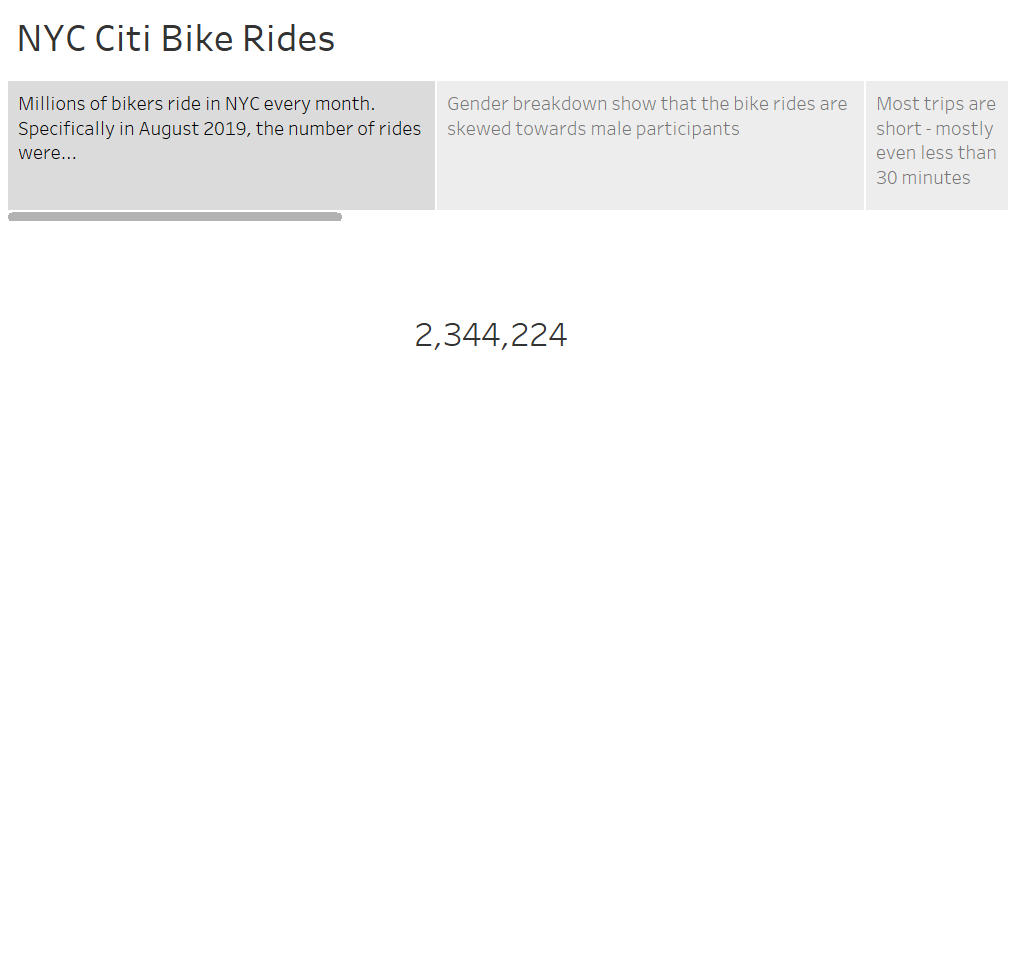 NYC Citi Bike Rides
Millions of bikers ride in NYC every month.
Specifically in August 2019, the number of rides
were...
Gender breakdown show that the bike rides are
skewed towards male participants
Most trips are
short - mostly
even less than
30 minutes
2,344,224